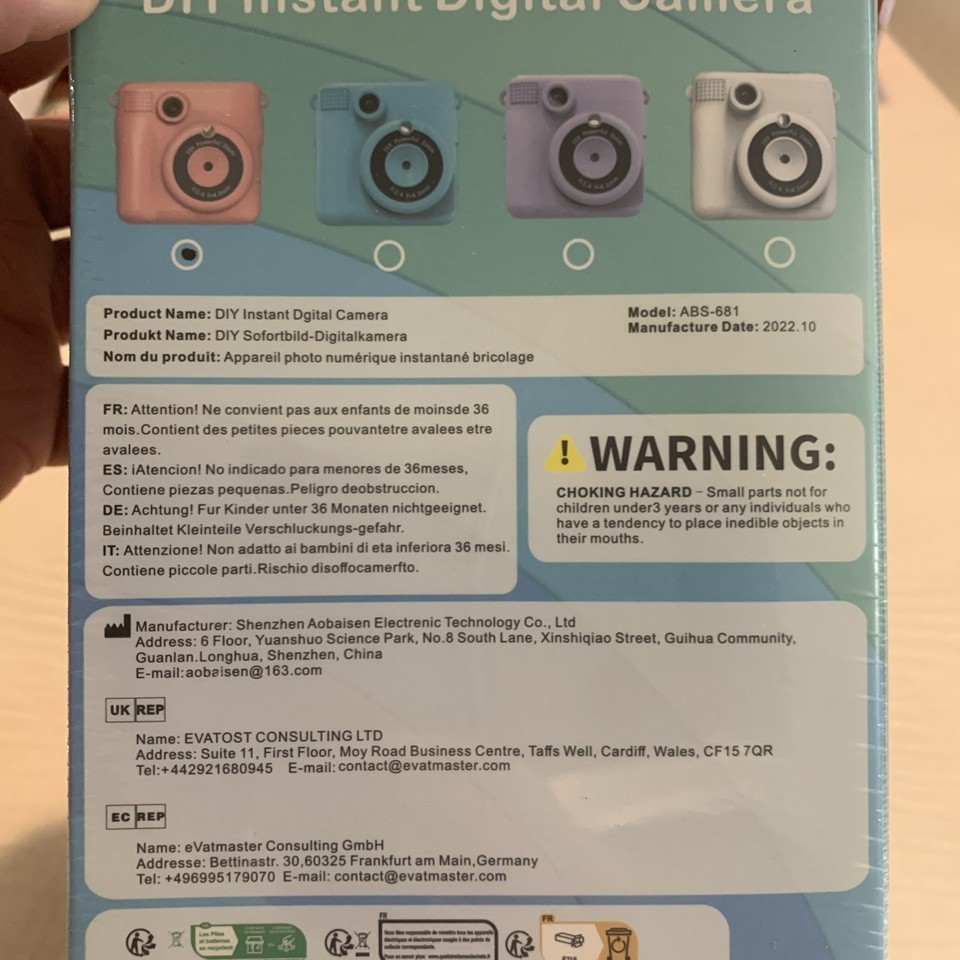 DIY Instant Digital Camera
Product Name: DIY Instant Dgital Camera
Produkt Name: DIY Sofortbild-Digitalkamera
Nom du produit: Appareil photo numérique instantané bricolage
Model: ABS-681
Manufacture Date: 2022.10
FR: Attention! Ne convient pas aux enfants de moinsde 36
mois.Contient des petites pieces pouvantetre avalees etre
avalees.
ES: iAtencion! No indicado para menores de 36meses,
Contiene piezas pequenas.Peligro deobstruccion.
DE: Achtung! Fur Kinder unter 36 Monaten nichtgeeignet.
Beinhaltet Kleinteile Verschluckungs-gefahr.
IT: Attenzione! Non adatto ai bambini di eta inferiora 36 mesi.
Contiene piccole parti.Rischio disoffocamerfto.
WARNING:
CHOKING HAZARD – Small parts not for
children under3 years or any individuals who
have a tendency to place inedible objects in
their mouths.
Manufacturer: Shenzhen Aobaisen Electrenic Technology Co., Ltd
Address: 6 Floor, Yuanshuo Science Park, No.8 South Lane, Xinshiqiao Street, Guihua Community,
Guanlan.Longhua, Shenzhen, China
E-mail:aobaisen@163.com
UK REP
Name: EVATOST CONSULTING LTD
Address: Suite 11, First Floor, Moy Road Business Centre, Taffs Well, Cardiff, Wales, CF15 7QR
Tel:+442921680945 E-mail: contact@evatmaster.com
EC REP
Name: eVatmaster Consulting GmbH
Addresse: Bettinastr. 30,60325 Frankfurt am Main,Germany
Tel: +496995179070 E-mail: contact@evatmaster.com
FR
Les Piles
et batteries
se recyclent
FR